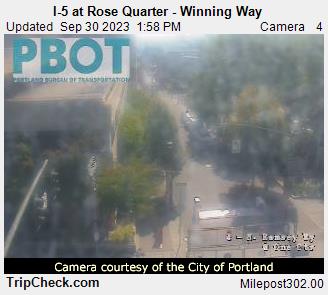 I-5 at Rose Quarter - Winning Way
Updated Sep 30 2023 1:58 PM Camera 4
PBOT
PORTLAND BUREAU OF TRANSPORTATION
Camera courtesy of the City of Portland
TripCheck.com Milepost302.00